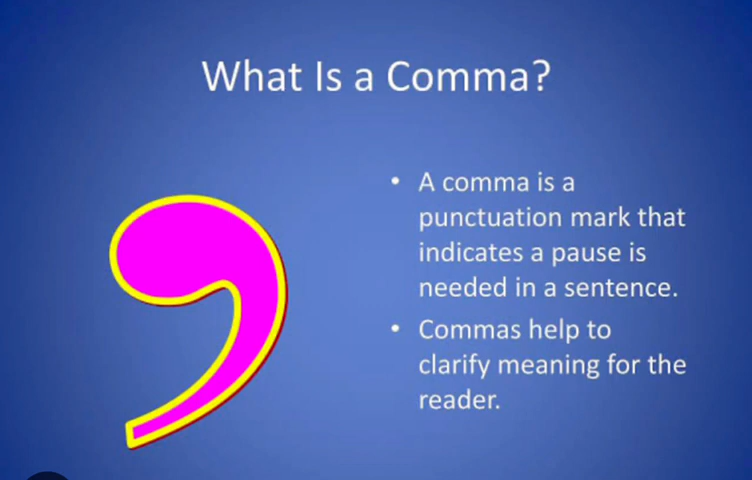 What Is a Comma?
• A comma is a
punctuation mark that
indicates a pause is
needed in a sentence.
• Commas help to
clarify meaning for the
reader.